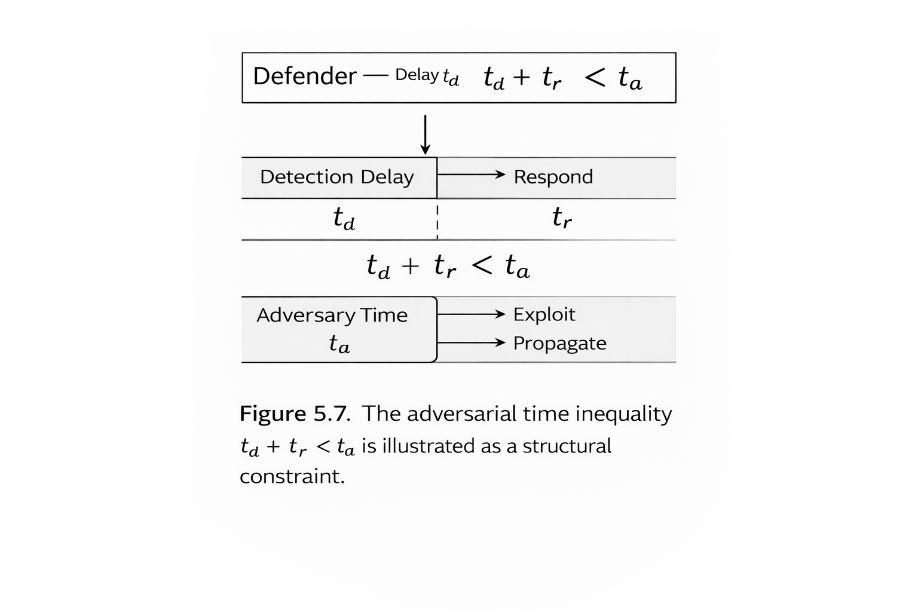 Defender — Delay t_d t_d + t_r < t_a
Detection Delay Respond
t_d t_r
t_d + t_r < t_a
Adversary Time Exploit
t_a Propagate
Figure 5.7. The adversarial time inequality
t_d + t_r < t_a is illustrated as a structural
constraint.